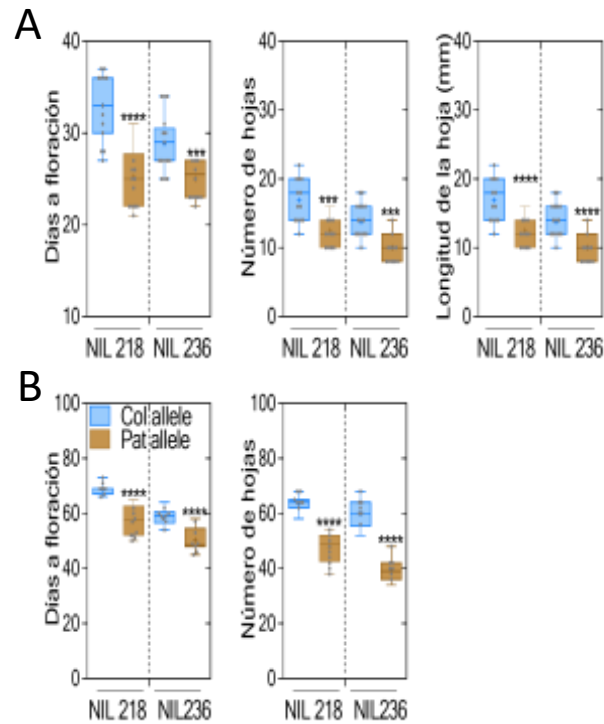 A
Días a floración
40
30
20
10
****
***
NIL 218
NIL 236
Número de hojas
40
30
20
10
0
***
***
NIL 218
NIL 236
Longitud de la hoja (mm)
40
30
20
10
0
****
****
NIL 218
NIL 236
B
Días a floración
100
80
60
40
20
0
Col allele
Pat allele
****
****
NIL 218
NIL236
Número de hojas
100
80
60
40
20
0
****
****
NIL 218
NIL236